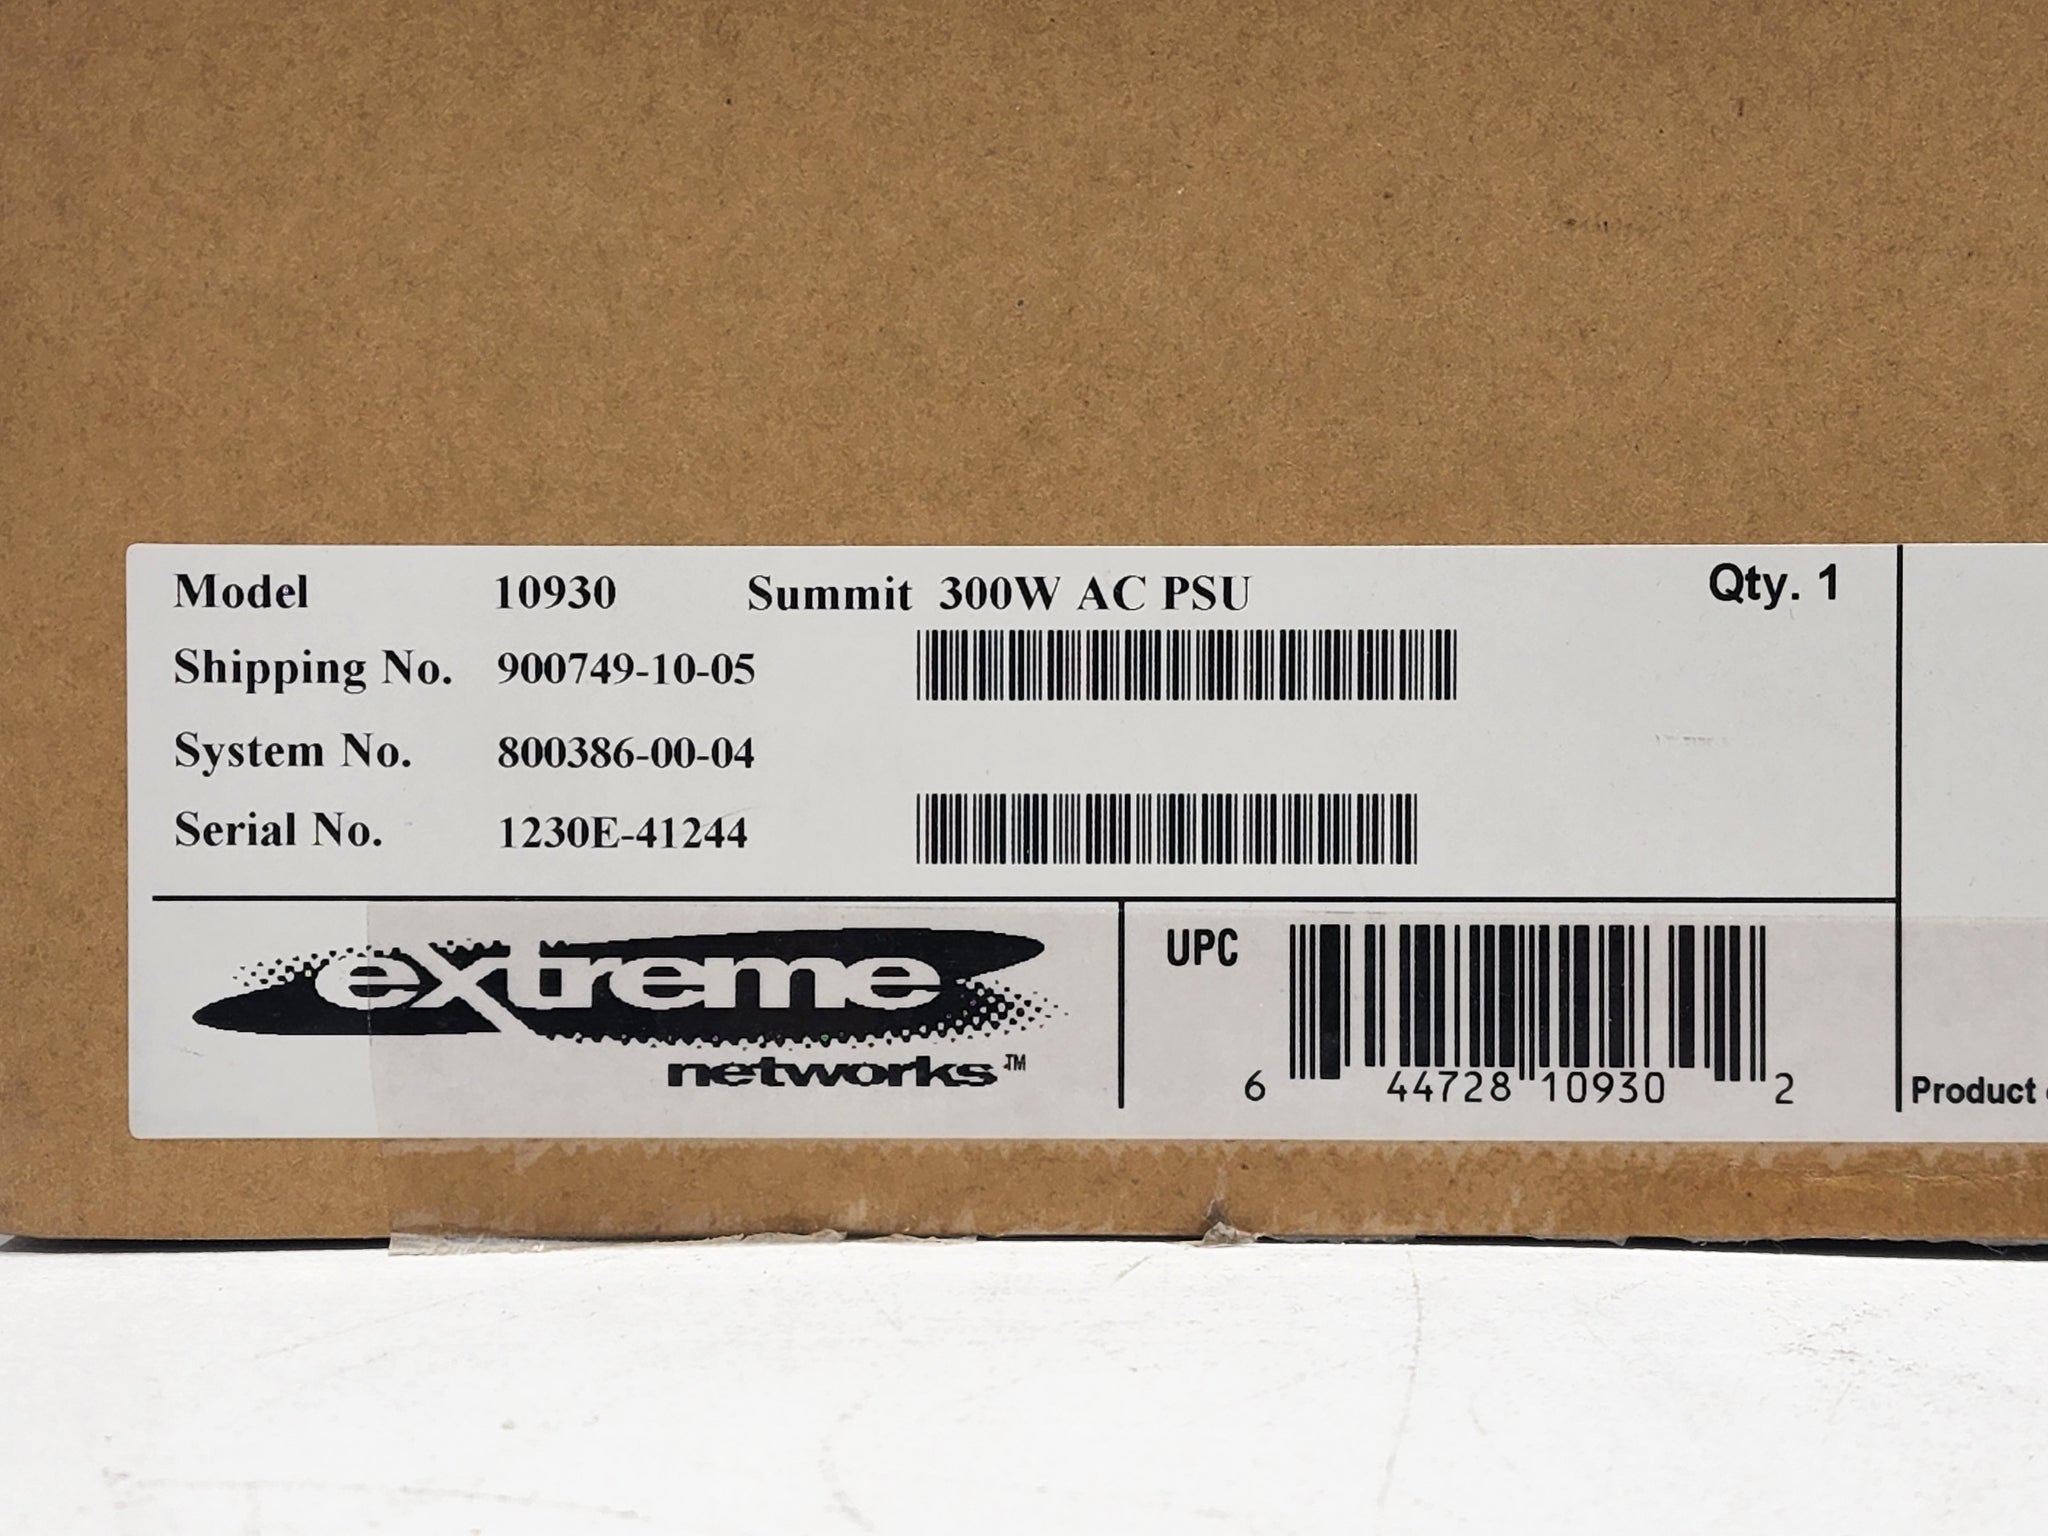 Model 10930 Summit 300W AC PSU Qty. 1
Shipping No. 900749-10-05
System No. 800386-00-04
Serial No. 1230E-41244
extreme
networks™
UPC
6 44728 10930 2
Product